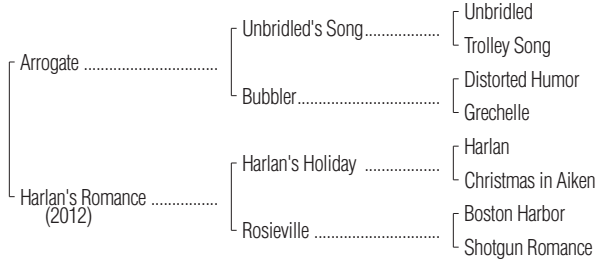 Unbridled
Unbridled's Song..................
Trolley Song
Arrogate ................................
Distorted Humor
Bubbler..................................
Grechelle
Harlan
Harlan's Holiday ..................
Christmas in Aiken
Harlan's Romance ................
(2012)
Boston Harbor
Rosieville ..............................
Shotgun Romance